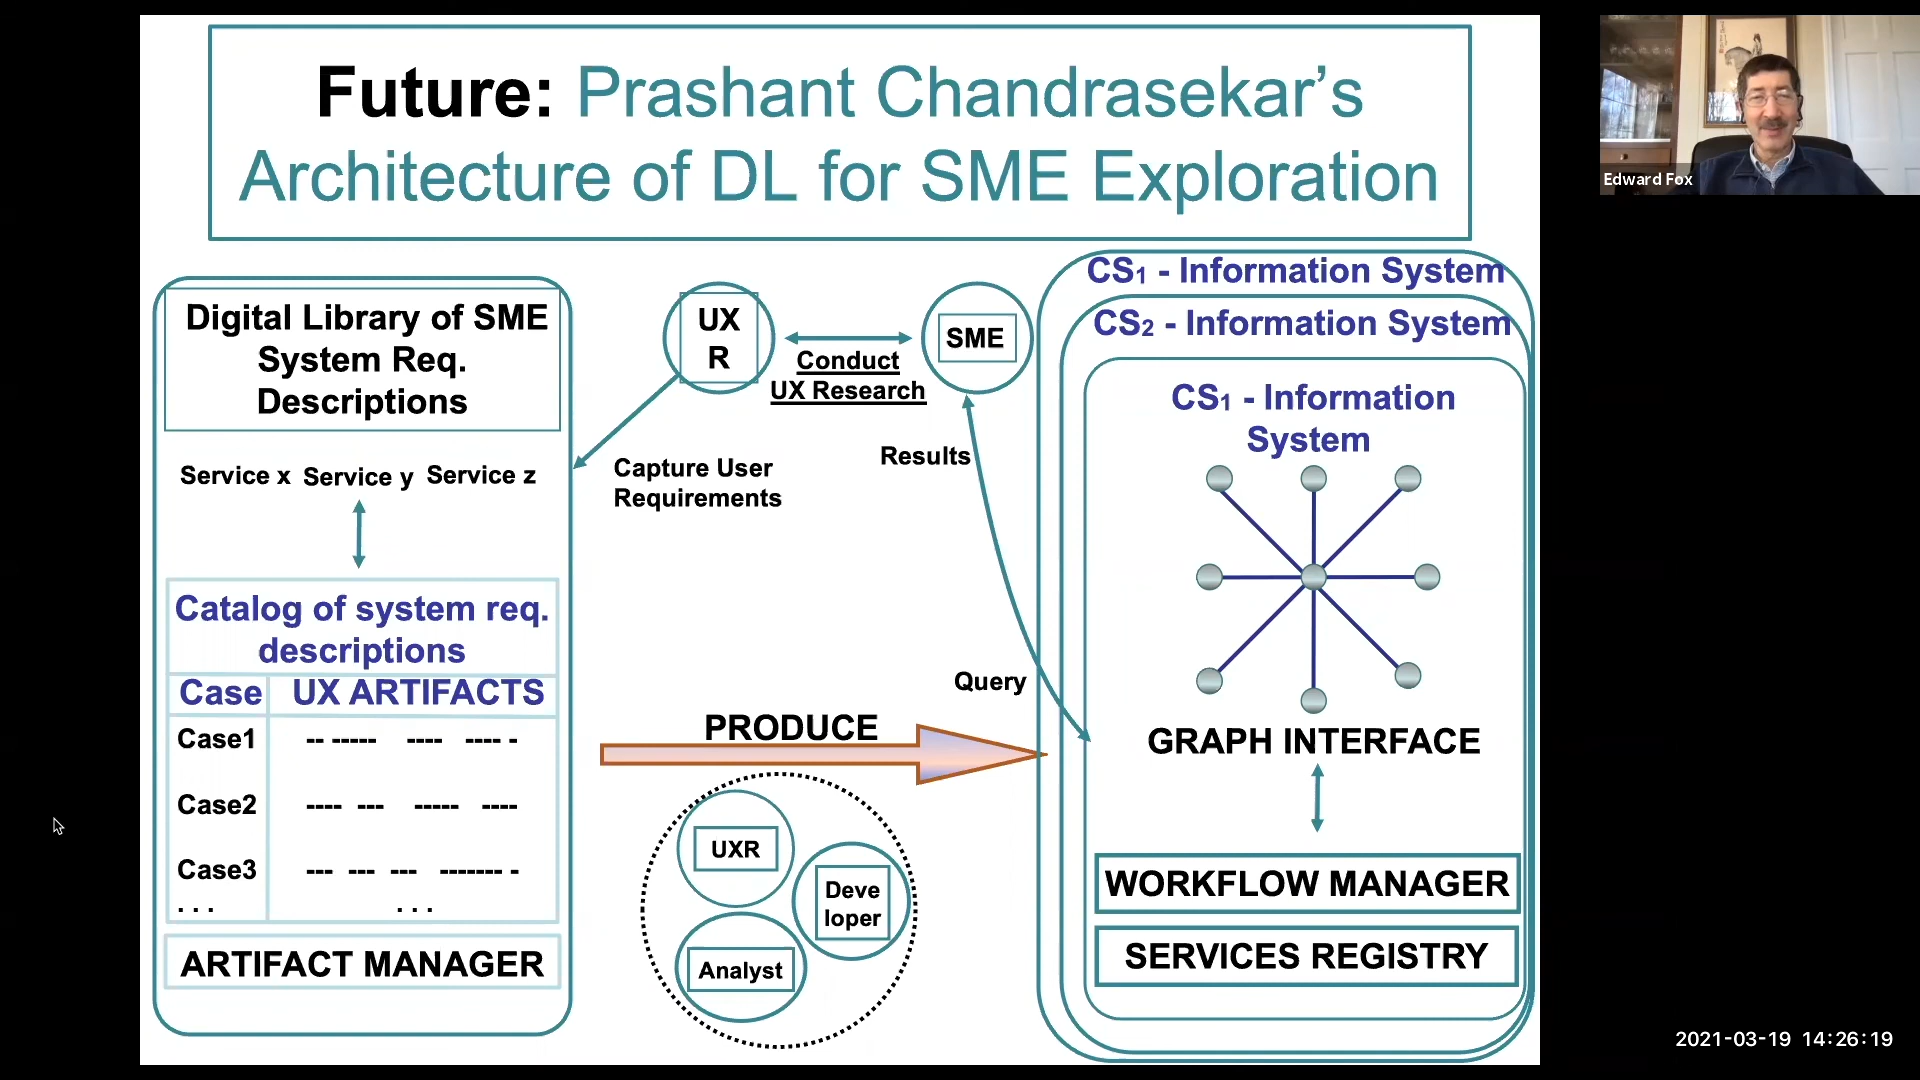 Future: Prashant Chandrasekar’s
Architecture of DL for SME Exploration
Edward Fox
Digital Library of SME
System Req.
Descriptions
Service x Service y Service z
Catalog of system req.
descriptions
Case UX ARTIFACTS
Case1 -- ----- ---- ---- -
Case2 ---- --- ----- ----
Case3 --- --- --- ------- -
. . . . . .
ARTIFACT MANAGER
UX
R
Conduct
UX Research
SME
Capture User
Requirements
Results
Query
PRODUCE
UXR
Deve
loper
Analyst
CS1 - Information System
CS2 - Information System
CS1 - Information
System
GRAPH INTERFACE
WORKFLOW MANAGER
SERVICES REGISTRY
2021-03-19 14:26:19